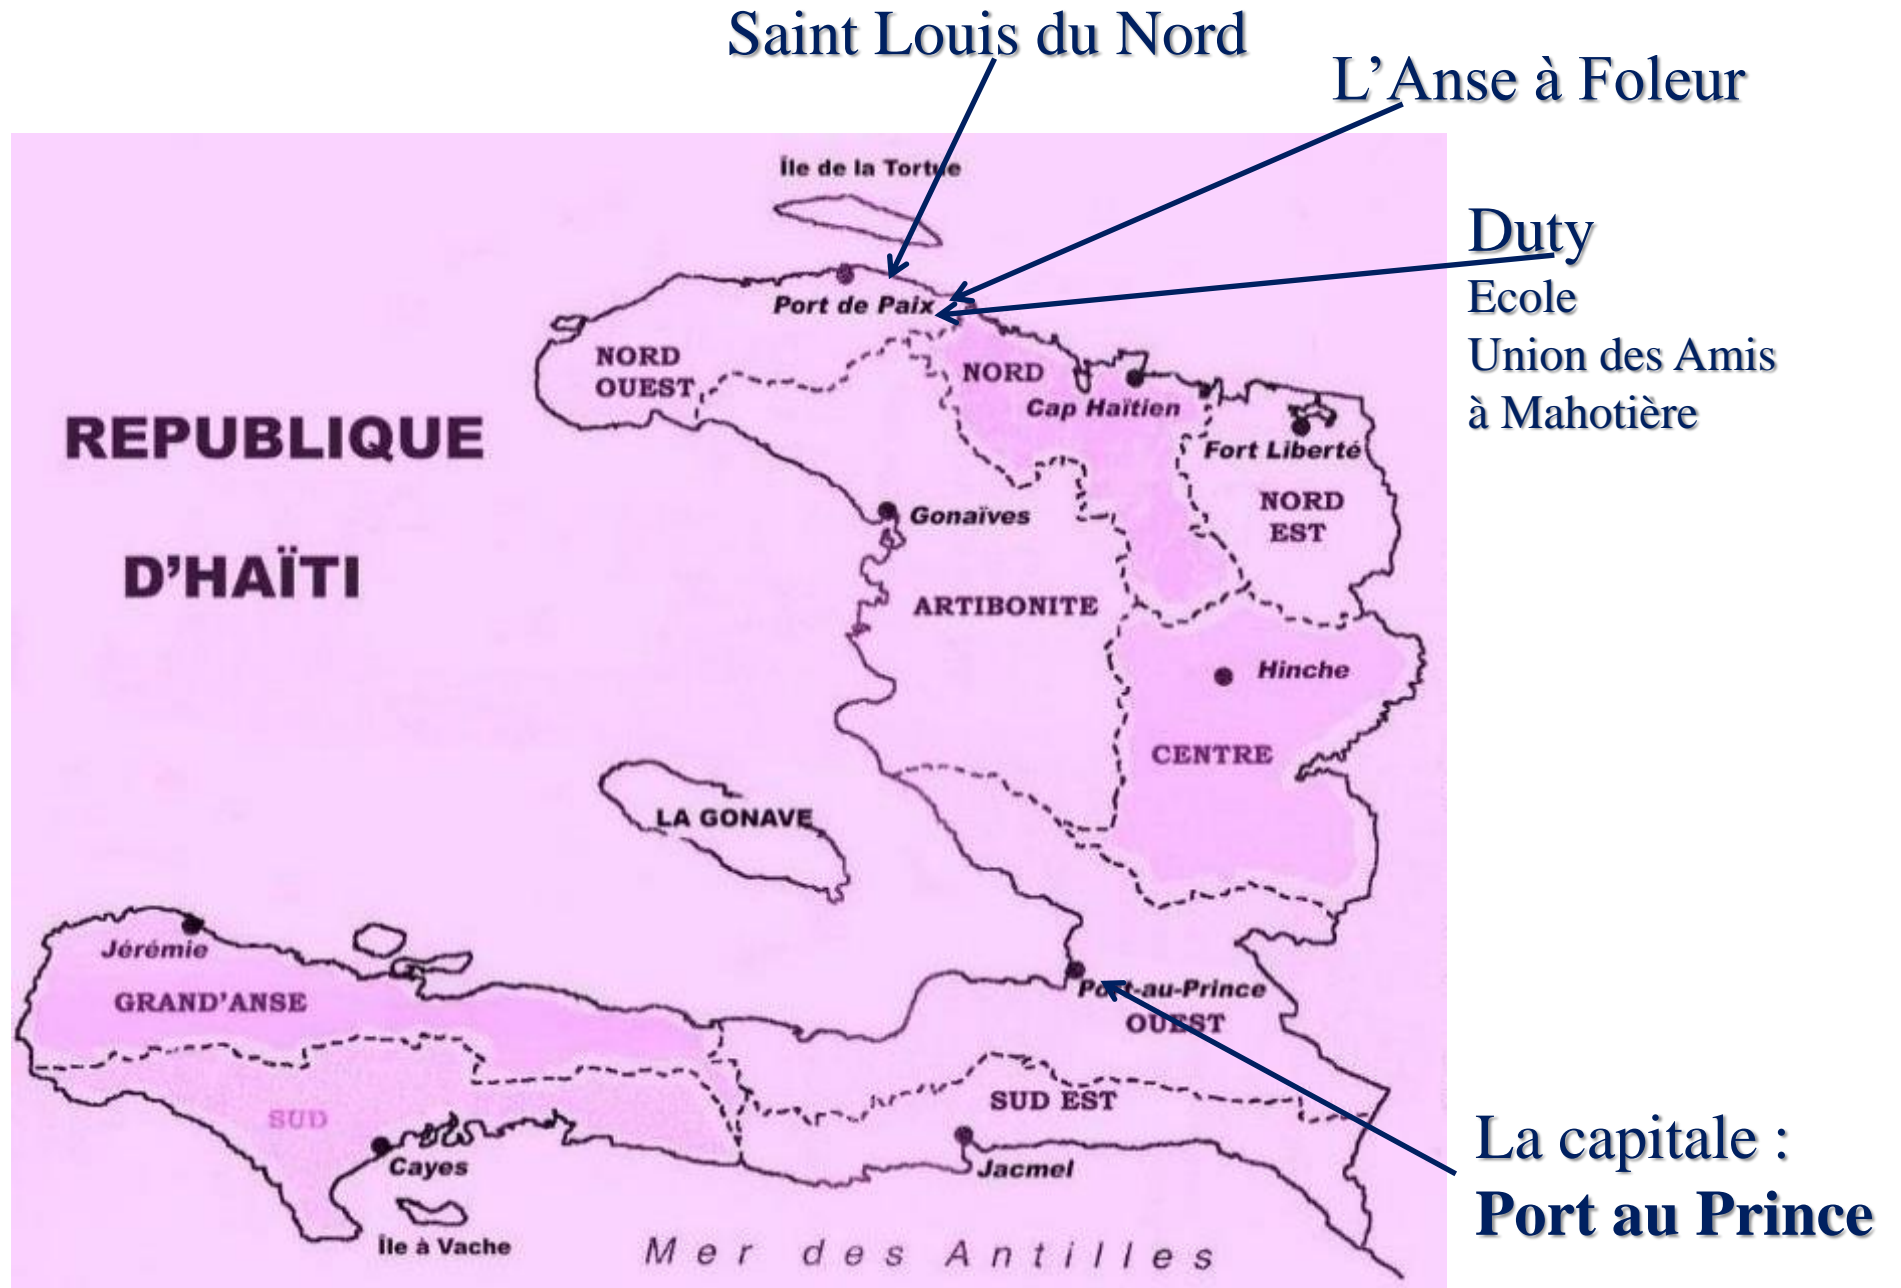 Saint Louis du Nord
L’Anse à Foleur
Île de la Tortue
Duty
Ecole
Union des Amis
à Mahotière
Port de Paix
NORD
OUEST
NORD
Cap Haïtien
REPUBLIQUE
D’HAÏTI
Fort Liberté
NORD
EST
Gonaïves
ARTIBONITE
Hinche
CENTRE
LA GONAVE
Jérémie
GRAND’ANSE
Port-au-Prince
OUEST
SUD
SUD EST
Cayes
Jacmel
Île à Vache
Mer des Antilles
La capitale :
Port au Prince